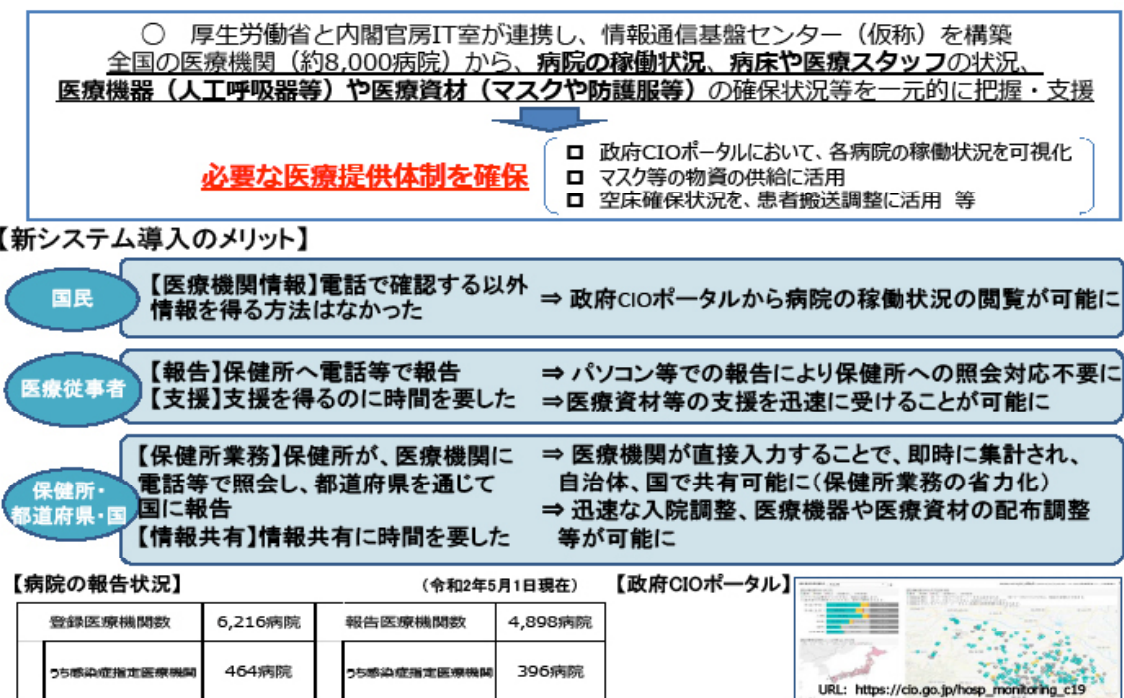 ○ 厚生労働省と内閣官房IT室が連携し、情報通信基盤センター（仮称）を構築
全国の医療機関（約8,000病院）から、病院の稼働状況、病床や医療スタッフの状況、
医療機器（人工呼吸器等）や医療資材（マスクや防護服等）の確保状況等を一元的に把握・支援
必要な医療提供体制を確保
政府CIOポータルにおいて、各病院の稼働状況を可視化
マスク等の物資の供給に活用
空床確保状況を、患者搬送調整に活用 等
【新システム導入のメリット】
国民
【医療機関情報】電話で確認する以外
情報を得る方法はなかった
⇒ 政府CIOポータルから病院の稼働状況の閲覧が可能に
医療従事者
【報告】保健所へ電話等で報告
【支援】支援を得るのに時間を要した
⇒ パソコン等での報告により保健所への照会対応不要に
⇒医療資材等の支援を迅速に受けることが可能に
保健所・
都道府県・国
【保健所業務】保健所が、医療機関に
電話等で照会し、都道府県を通じて
国に報告
【情報共有】情報共有に時間を要した
⇒ 医療機関が直接入力することで、即時に集計され、
自治体、国で共有可能に（保健所業務の省力化）
⇒ 迅速な入院調整、医療機器や医療資材の配布調整
等が可能に
【病院の報告状況】
（令和2年5月1日現在）
登録医療機関数 6,216病院 報告医療機関数 4,898病院
うち感染症指定医療機関 464病院 うち感染症指定医療機関 396病院
【政府CIOポータル】
URL: https://cio.go.jp/hosp_monitoring_c19